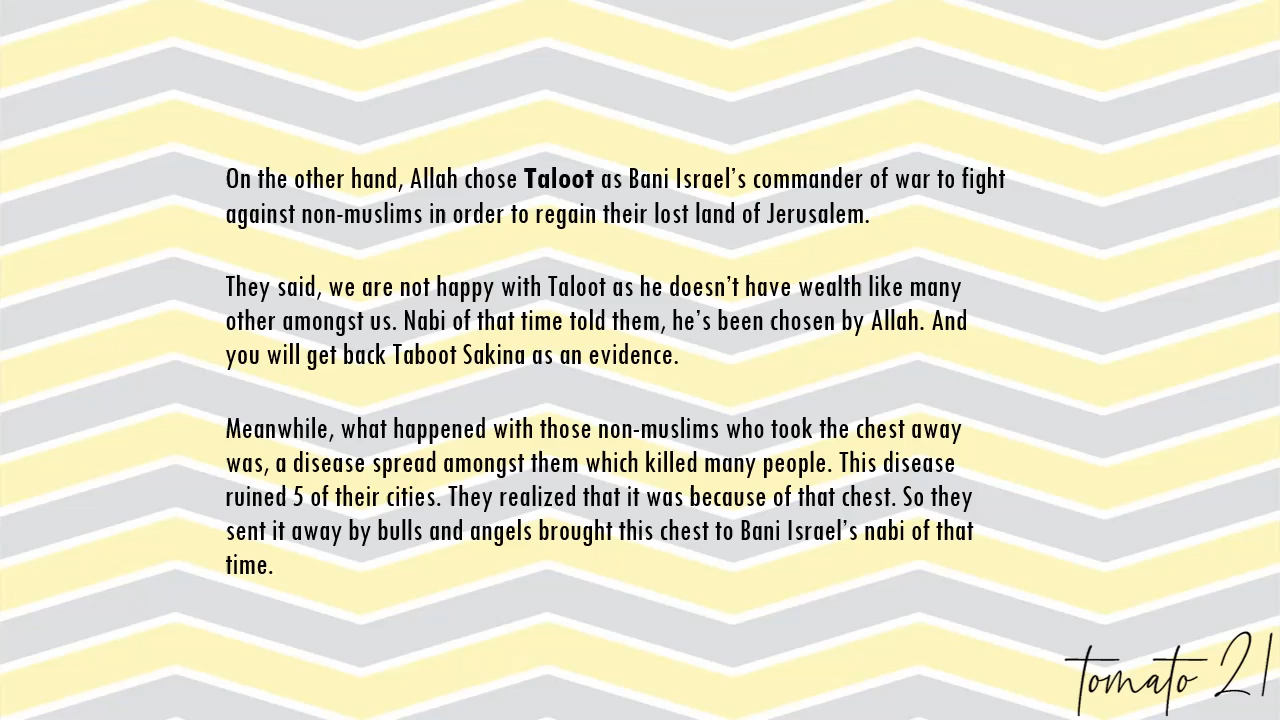 On the other hand, Allah chose Taloot as Bani Israel’s commander of war to fight
against non-muslims in order to regain their lost land of Jerusalem.
They said, we are not happy with Taloot as he doesn’t have wealth like many
other amongst us. Nabi of that time told them, he’s been chosen by Allah. And
you will get back Taboot Sakina as an evidence.
Meanwhile, what happened with those non-muslims who took the chest away
was, a disease spread amongst them which killed many people. This disease
ruined 5 of their cities. They realized that it was because of that chest. So they
sent it away by bulls and angels brought this chest to Bani Israel’s nabi of that
time.
tomato 21